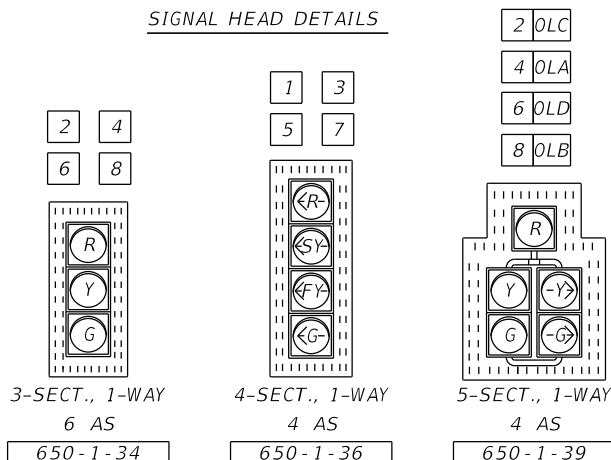 SIGNAL HEAD DETAILS
2 4
6 8
R
Y
G
3-SECT., 1-WAY
6 AS
650-1-34
1 3
5 7
R
SY
FY
G
4-SECT., 1-WAY
4 AS
650-1-36
2 OLC
4 OLA
6 OLD
8 OLB
R
Y Y
G G
5-SECT., 1-WAY
4 AS
650-1-39